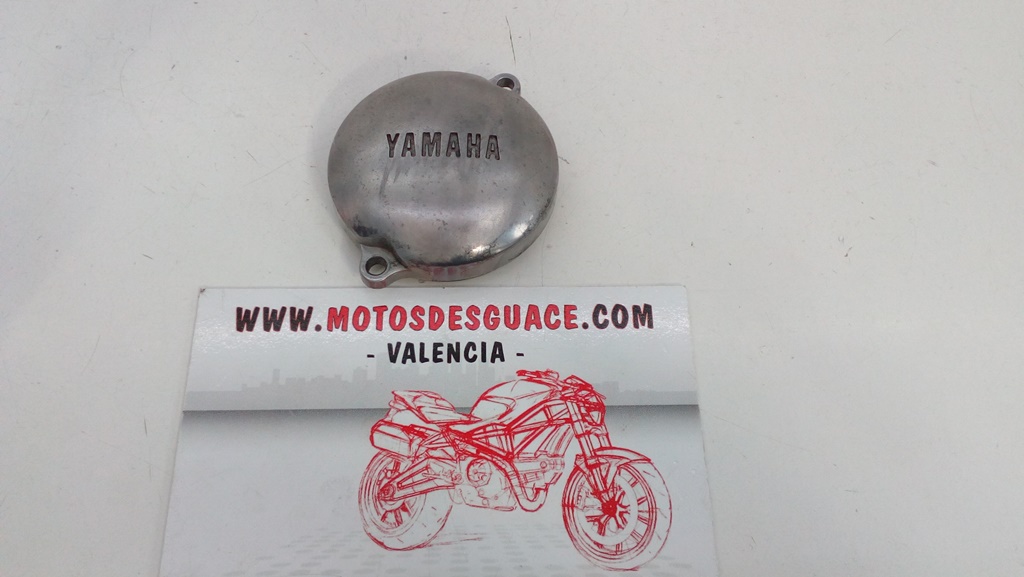 YAMAHA
WWW.MOTOSDESGUACE.COM
- VALENCIA -